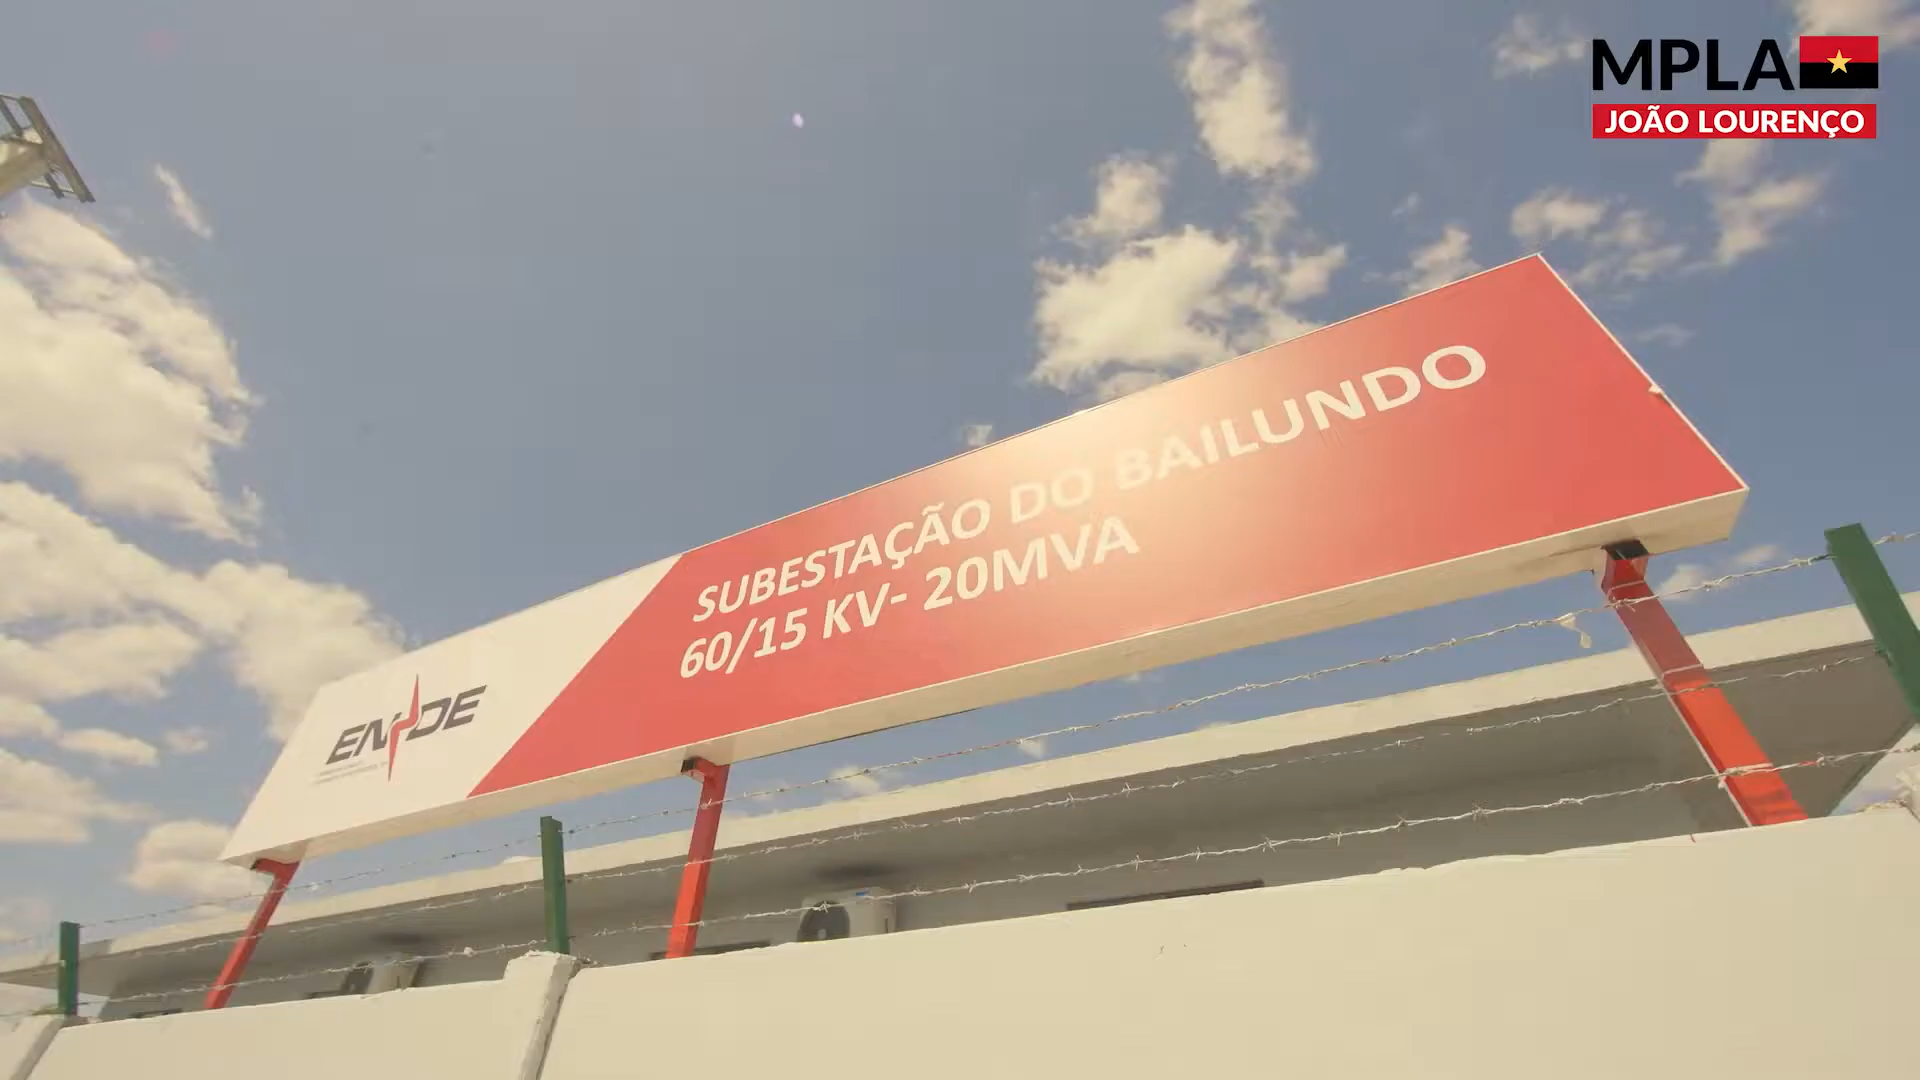 MPLA
JOÃO LOURENÇO
SUBESTAÇÃO DO BAILUNDO
60/15 KV- 20MVA
ENDE